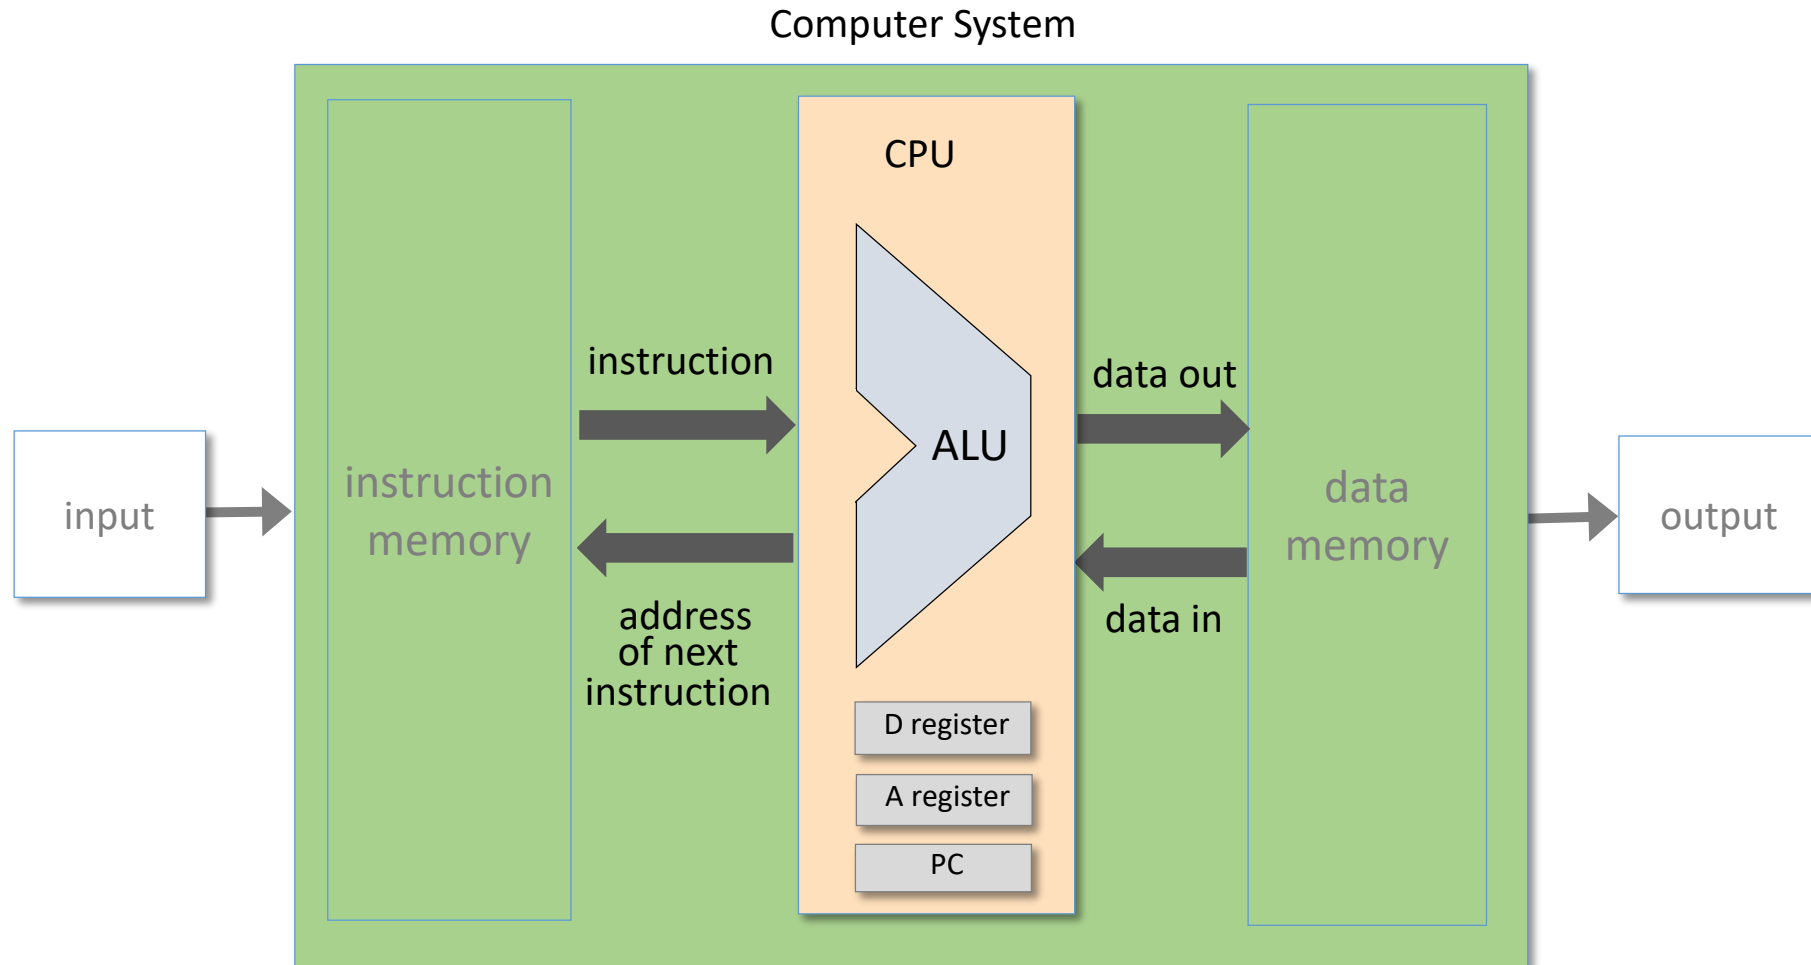 Computer System
input
instruction
memory
instruction
address
of next
instruction
CPU
ALU
D register
A register
PC
data out
data in
data
memory
output